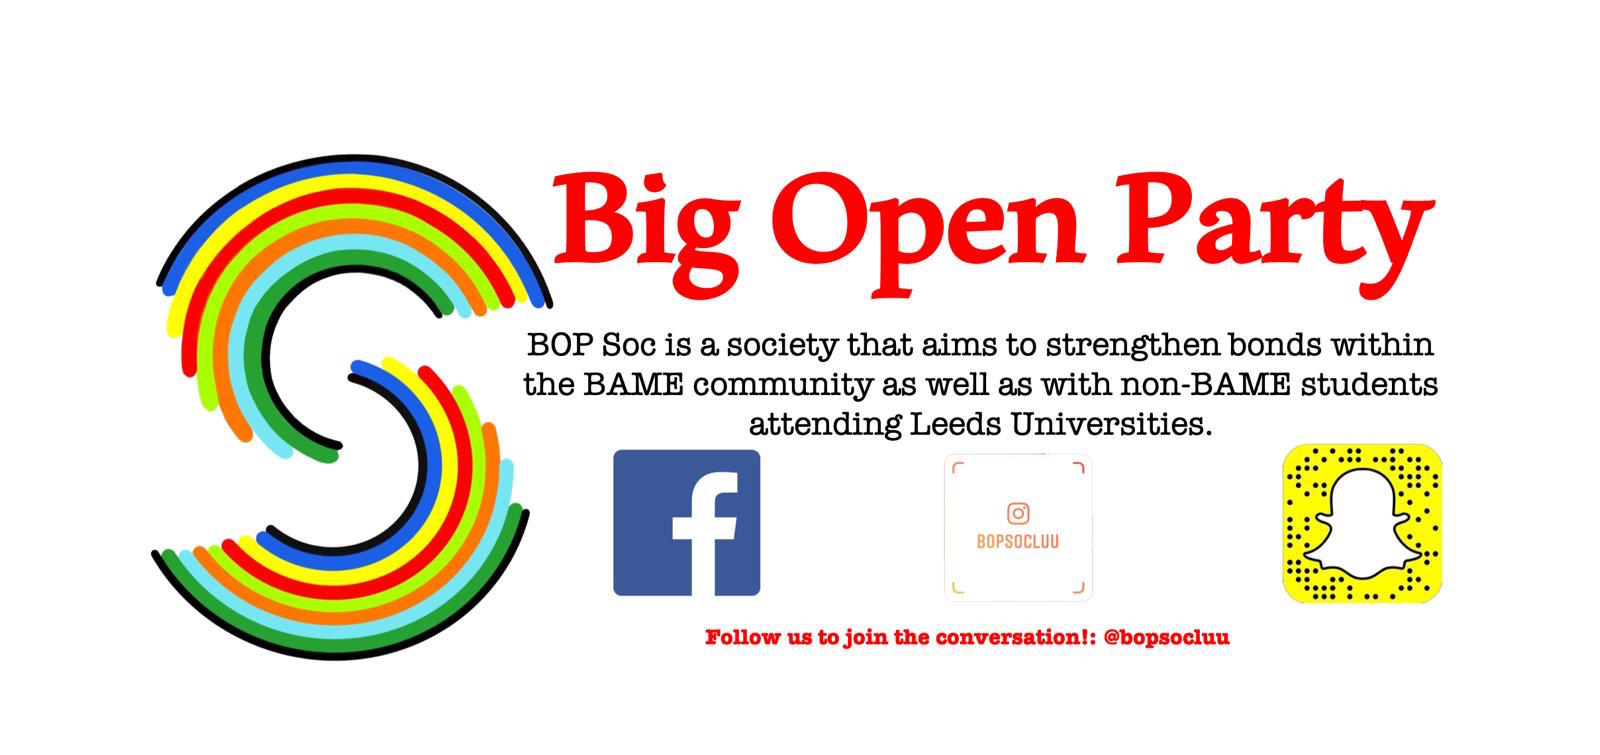 Big Open Party
BOP Soc is a society that aims to strengthen bonds within
the BAME community as well as with non-BAME students
attending Leeds Universities.
BOPSOCLUU
Follow us to join the conversation!: @bopsocluu